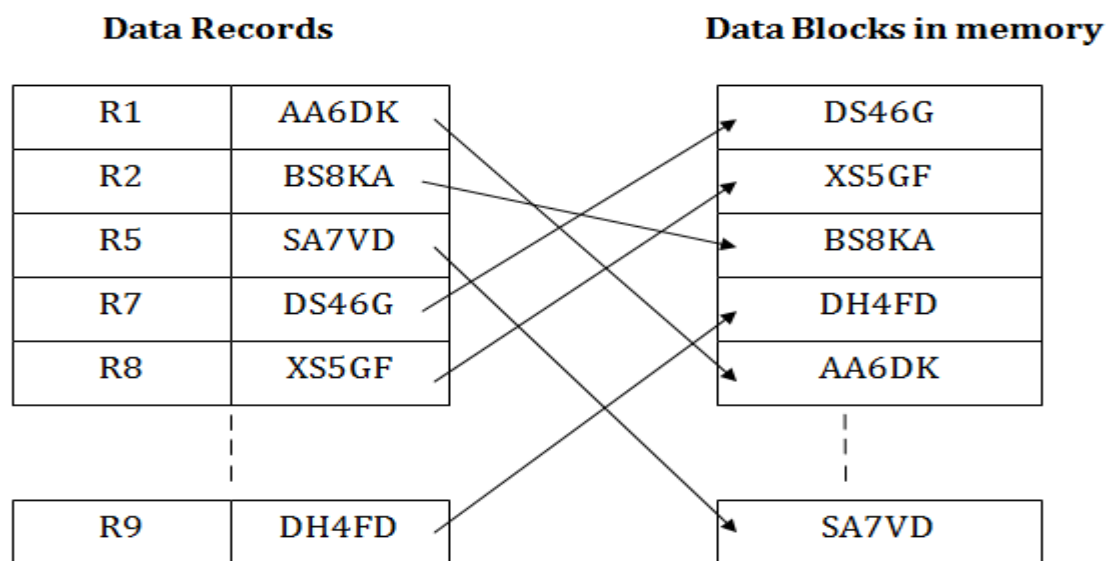 Data Records Data Blocks in memory
R1 AA6DK DS46G
R2 BS8KA XS5GF
R5 SA7VD BS8KA
R7 DS46G DH4FD
R8 XS5GF AA6DK
R9 DH4FD SA7VD